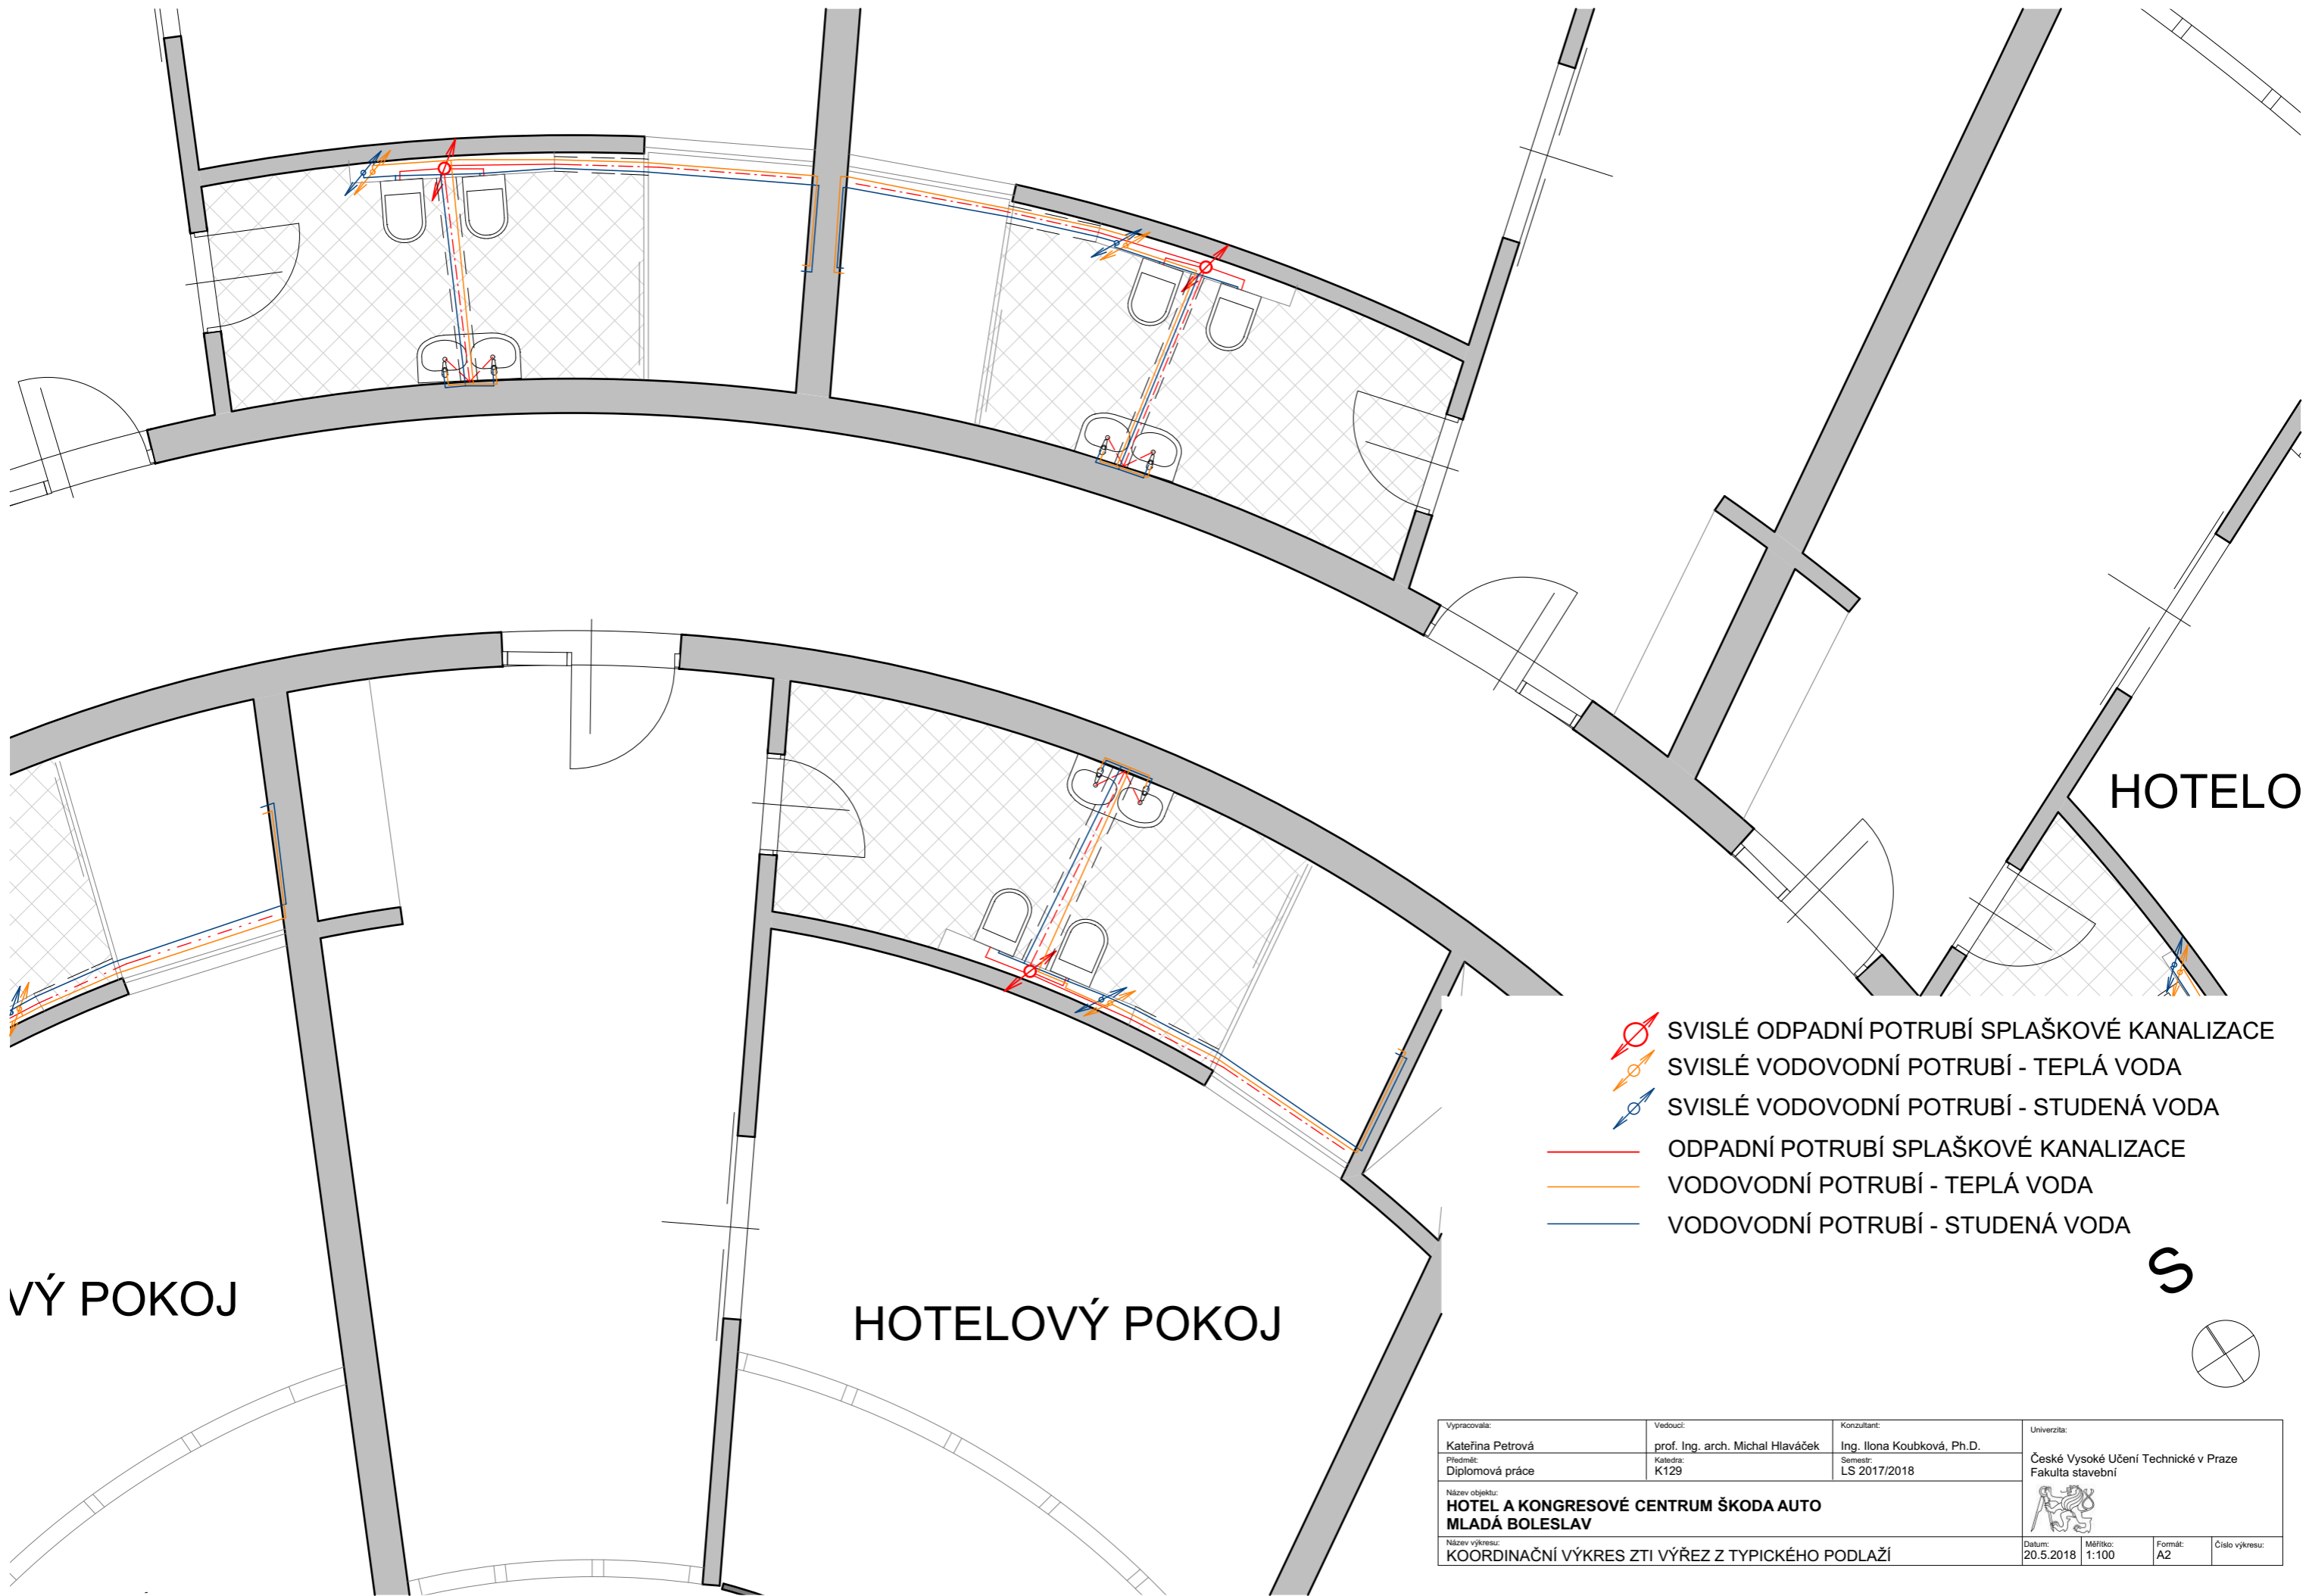 HOTELO
SVISLÉ ODPADNÍ POTRUBÍ SPLAŠKOVÉ KANALIZACE
SVISLÉ VODOVODNÍ POTRUBÍ - TEPLÁ VODA
SVISLÉ VODOVODNÍ POTRUBÍ - STUDENÁ VODA
ODPADNÍ POTRUBÍ SPLAŠKOVÉ KANALIZACE
VODOVODNÍ POTRUBÍ - TEPLÁ VODA
VODOVODNÍ POTRUBÍ - STUDENÁ VODA
S
VÝ POKOJ
HOTELOVÝ POKOJ
Vypracovala:
Kateřina Petrová
Vedoucí:
prof. Ing. arch. Michal Hlaváček
Konzultant:
Ing. Ilona Koubková, Ph.D.
Univerzita:
České Vysoké Učení Technické v Praze
Fakulta stavební
Předmět:
Diplomová práce
Katedra:
K129
Semestr:
LS 2017/2018
Název objektu:
HOTEL A KONGRESOVÉ CENTRUM ŠKODA AUTO
MLADÁ BOLESLAV
Název výkresu:
KOORDINAČNÍ VÝKRES ZTI VÝŘEZ Z TYPICKÉHO PODLAŽÍ
Datum:
20.5.2018
Měřítko:
1:100
Formát:
A2
Číslo výkresu: